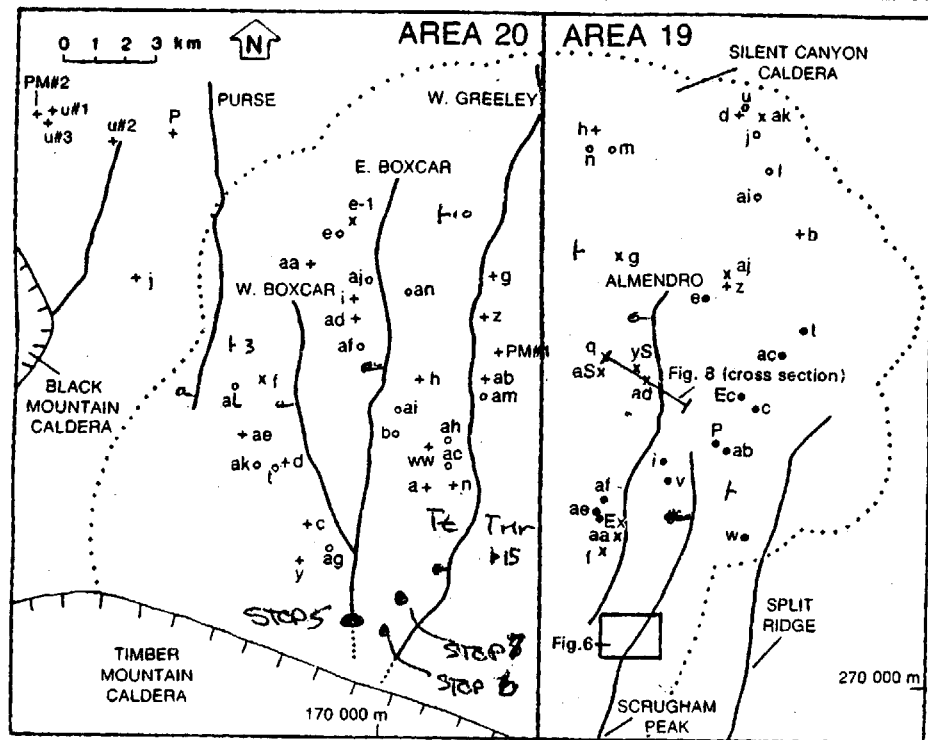 AREA 20
AREA 19
0 1 2 3 km
N
SILENT CANYON
CALDERA
PM#2
u#1
u#3
u#2
P
PURSE
W. GREELEY
u
d
ak
j
h
n
m
l
ai
E. BOXCAR
e-1
e
10
b
g
aa
aj
j
W. BOXCAR
i
an
g
ALMENDRO
aj
z
e
ad
z
t
af
PM#1
q
yS
ac
3
aS
Fig. 8 (cross section)
BLACK
MOUNTAIN
CALDERA
f
al
h
ab
am
ad
Ec
c
ai
ae
b
ah
ww
ac
P
ab
ak
t
d
i
a
n
v
af
ae
Ex
aa
f
w
c
ag
y
Tt
Trr
15
STOP 5
STOP 8
STOP 6
Fig.6
SPLIT
RIDGE
TIMBER
MOUNTAIN
CALDERA
270 000 m
170 000 m
SCRUGHAM
PEAK